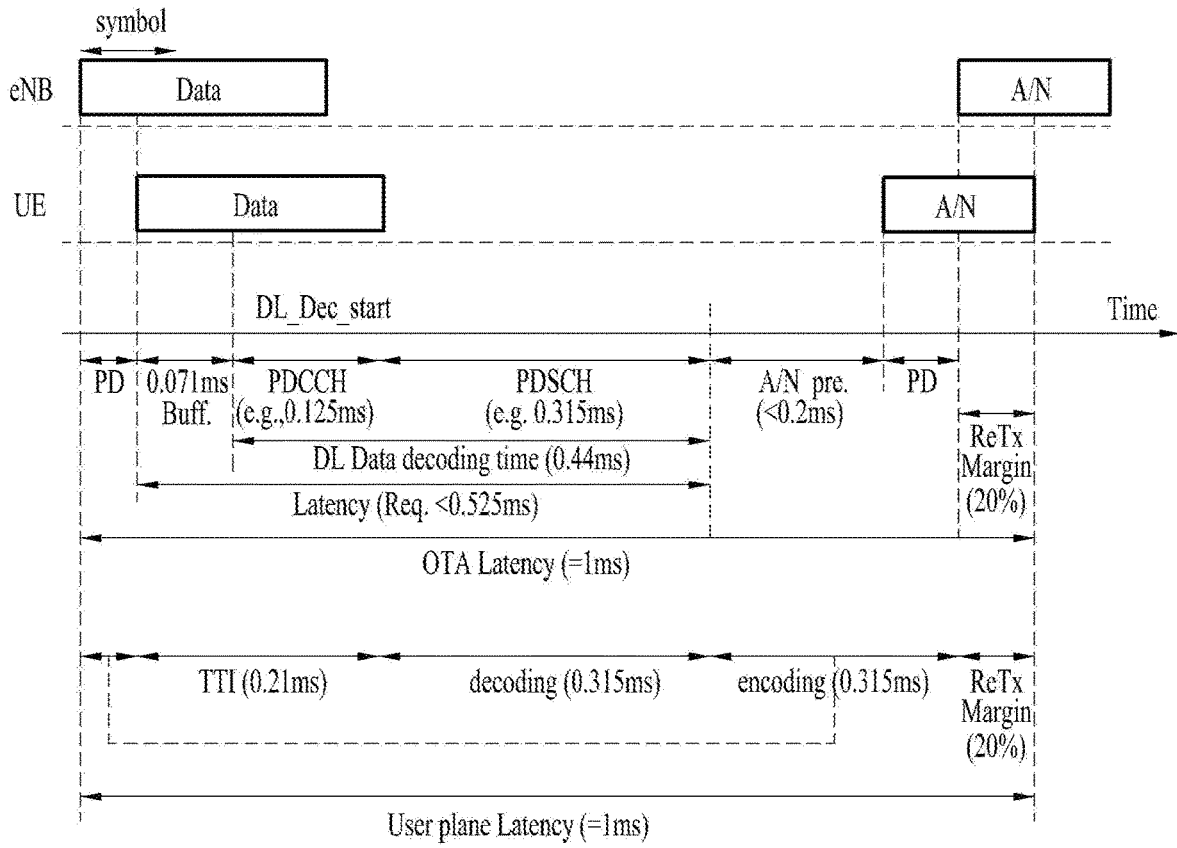 symbol
eNB
Data
A/N
UE
Data
A/N
DL_Dec_start
Time
PD
0.071ms
Buff.
PDCCH
(e.g.,0.125ms)
PDSCH
(e.g. 0.315ms)
A/N pre.
(<0.2ms)
PD
ReTx
Margin
(20%)
DL Data decoding time (0.44ms)
Latency (Req. <0.525ms)
OTA Latency (=1ms)
TTI (0.21ms)
decoding (0.315ms)
encoding (0.315ms)
ReTx
Margin
(20%)
User plane Latency (=1ms)